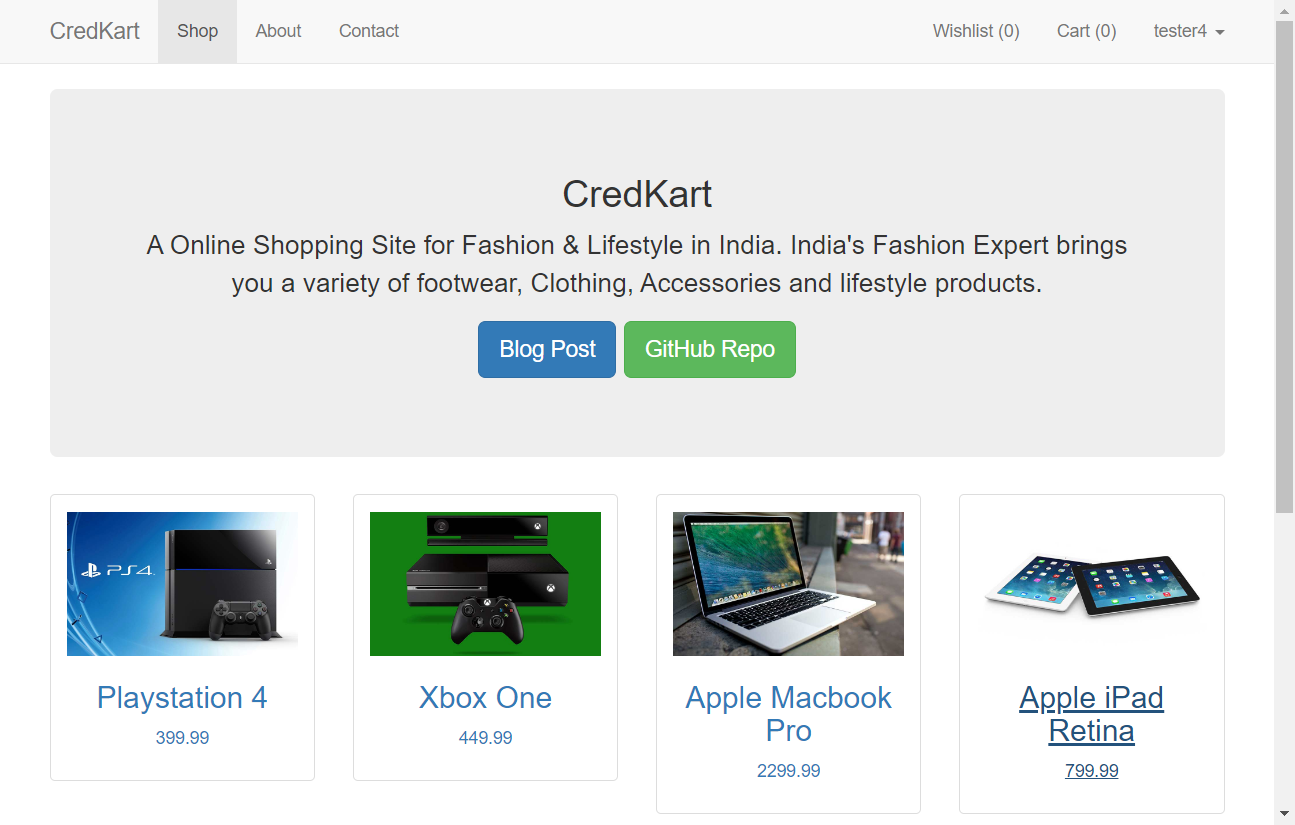 CredKart Shop About Contact Wishlist (0) Cart (0) tester4
CredKart
A Online Shopping Site for Fashion & Lifestyle in India. India's Fashion Expert brings
you a variety of footwear, Clothing, Accessories and lifestyle products.
Blog Post GitHub Repo
PS4
Playstation 4
399.99
Xbox One
449.99
Apple Macbook
Pro
2299.99
Apple iPad
Retina
799.99